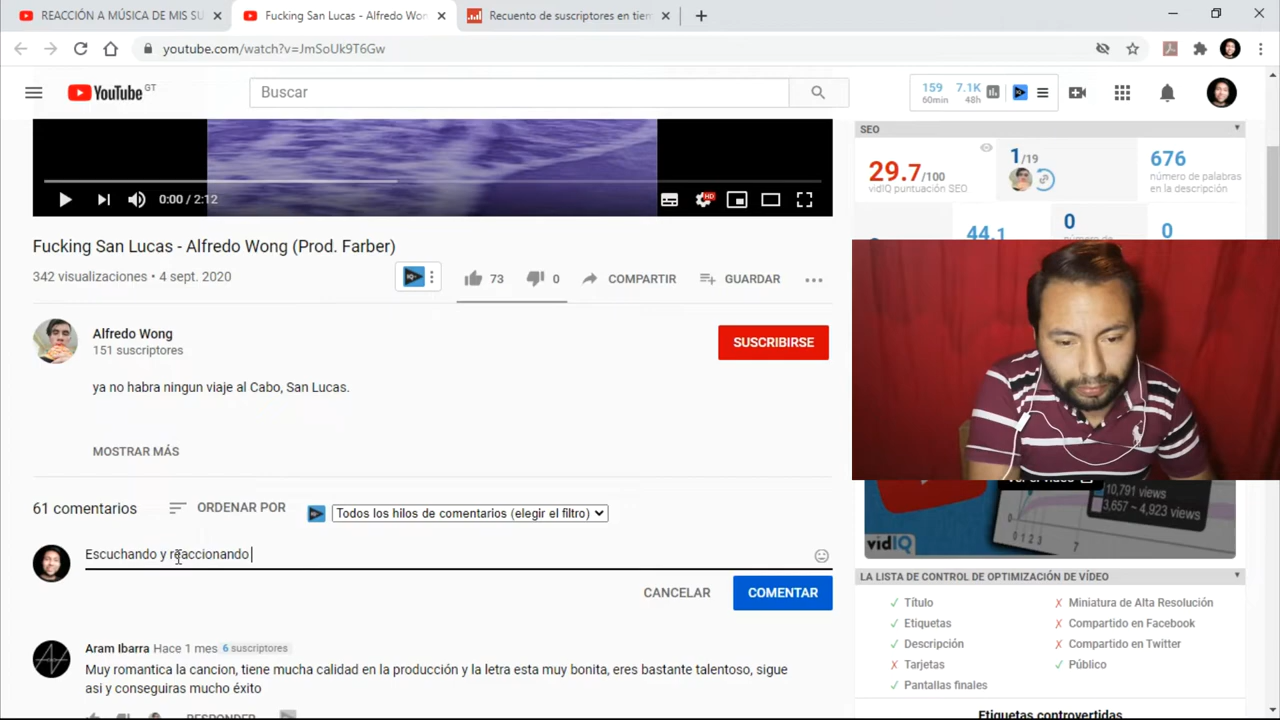 REACCIÓN A MÚSICA DE MIS SU
Fucking San Lucas - Alfredo Won
Recuento de suscriptores en tien
youtube.com/watch?v=JmSoUk9T6Gw
YouTube GT
Buscar
159 60min
7.1K 48h
SEO
29.7/100
vidIQ puntuación SEO
1/19
676
número de palabras en la descripción
44.1
0
número de
0
0:00 / 2:12
HD
Fucking San Lucas - Alfredo Wong (Prod. Farber)
342 visualizaciones • 4 sept. 2020
73
0
COMPARTIR
GUARDAR
Alfredo Wong
151 suscriptores
SUSCRIBIRSE
ya no habra ningun viaje al Cabo, San Lucas.
MOSTRAR MÁS
61 comentarios
ORDENAR POR
Todos los hilos de comentarios (elegir el filtro)
Escuchando y reaccionando
CANCELAR
COMENTAR
Aram Ibarra Hace 1 mes 6 suscriptores
Muy romantica la cancion, tiene mucha calidad en la producción y la letra esta muy bonita, eres bastante talentoso, sigue
asi y conseguiras mucho éxito
RESPONDER
10,791 views
3,657 ~ 4,923 views
7
vidIQ
LA LISTA DE CONTROL DE OPTIMIZACIÓN DE VÍDEO
✓ Título
✗ Miniatura de Alta Resolución
✓ Etiquetas
✗ Compartido en Facebook
✓ Descripción
✗ Compartido en Twitter
✗ Tarjetas
✓ Público
✓ Pantallas finales
Etiquetas controvertidas